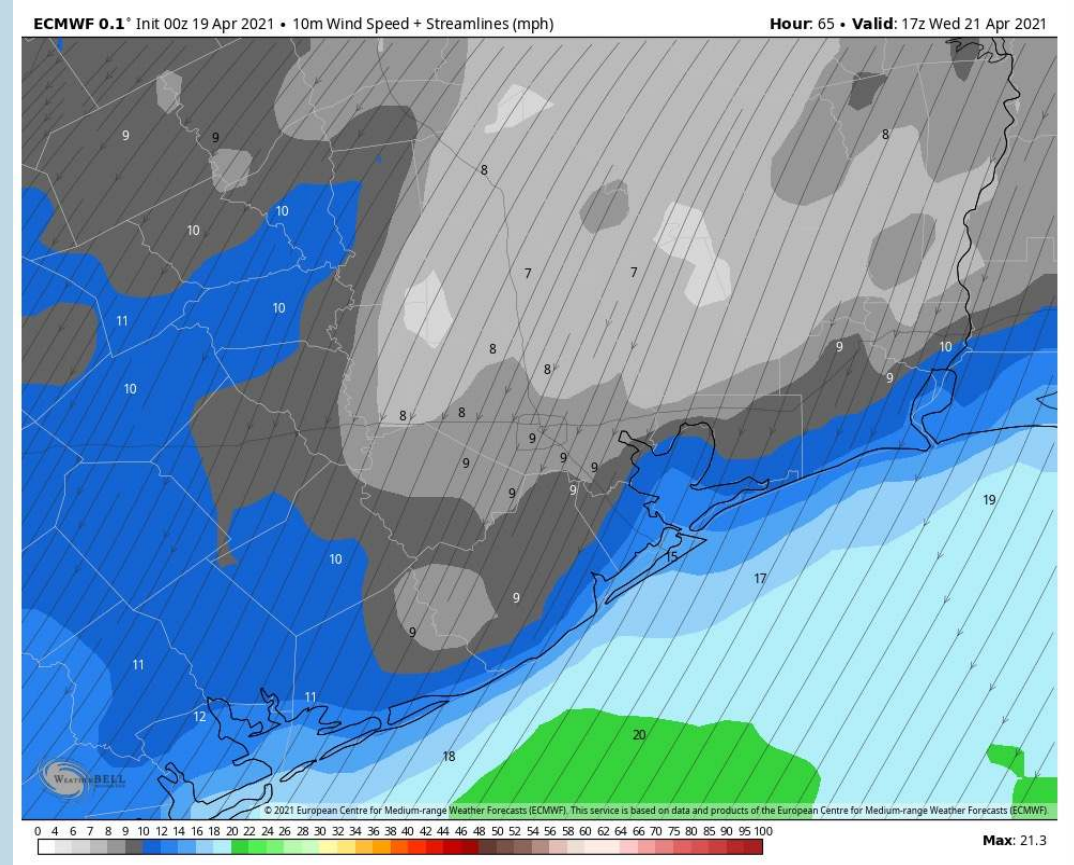 ECMWF 0.1° Init 00z 19 Apr 2021 • 10m Wind Speed + Streamlines (mph) Hour: 65 • Valid: 17z Wed 21 Apr 2021
9 9 8
8
10 10
7 7
11 10
8 9 10
10 8 9
8 8
9
9 9 9
9 9 19
10 15
17
9
9
11
11
12
20
18
WEATHERBELL
© 2021 European Centre for Medium-range Weather Forecasts (ECMWF). This service is based on data and products of the European Centre for Medium-range Weather Forecasts (ECMWF).
0 4 6 7 8 9 10 12 14 16 18 20 22 24 26 28 30 32 34 36 38 40 42 44 46 48 50 52 54 56 58 60 62 64 66 70 75 80 85 90 95 100 Max: 21.3